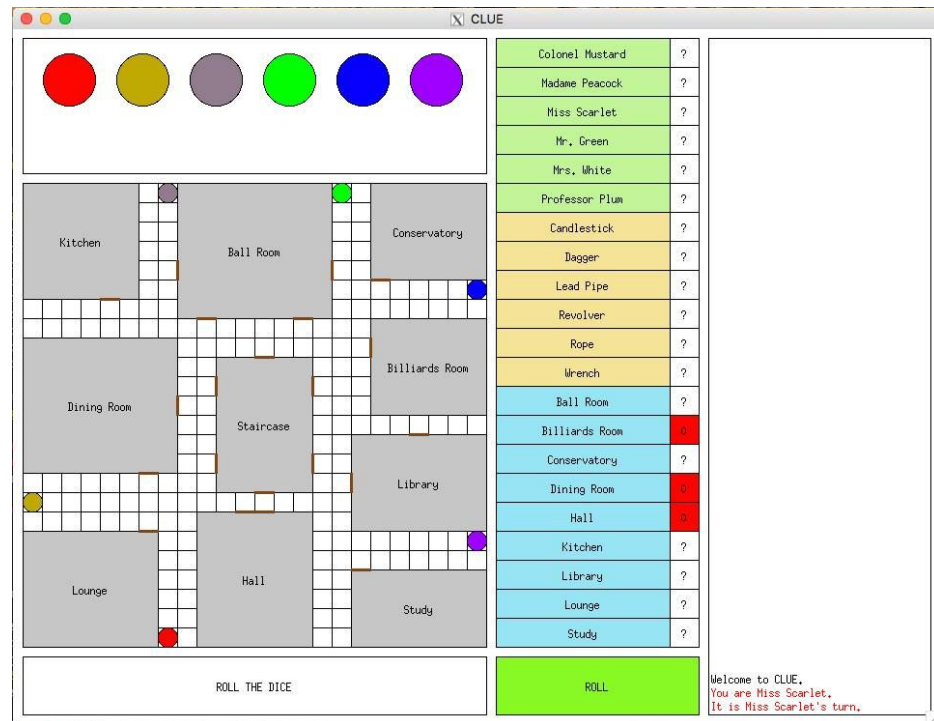 CLUE
Colonel Mustard ?
Madame Peacock ?
Miss Scarlet ?
Mr. Green ?
Mrs. White ?
Professor Plum ?
Candlestick ?
Dagger ?
Lead Pipe ?
Revolver ?
Rope ?
Wrench ?
Ball Room ?
Billiards Room 0
Conservatory ?
Dining Room 0
Hall 0
Kitchen ?
Library ?
Lounge ?
Study ?
Kitchen
Ball Room
Conservatory
Billiards Room
Dining Room
Staircase
Library
Lounge
Hall
Study
ROLL THE DICE
ROLL
Welcome to CLUE.
You are Miss Scarlet.
It is Miss Scarlet's turn.